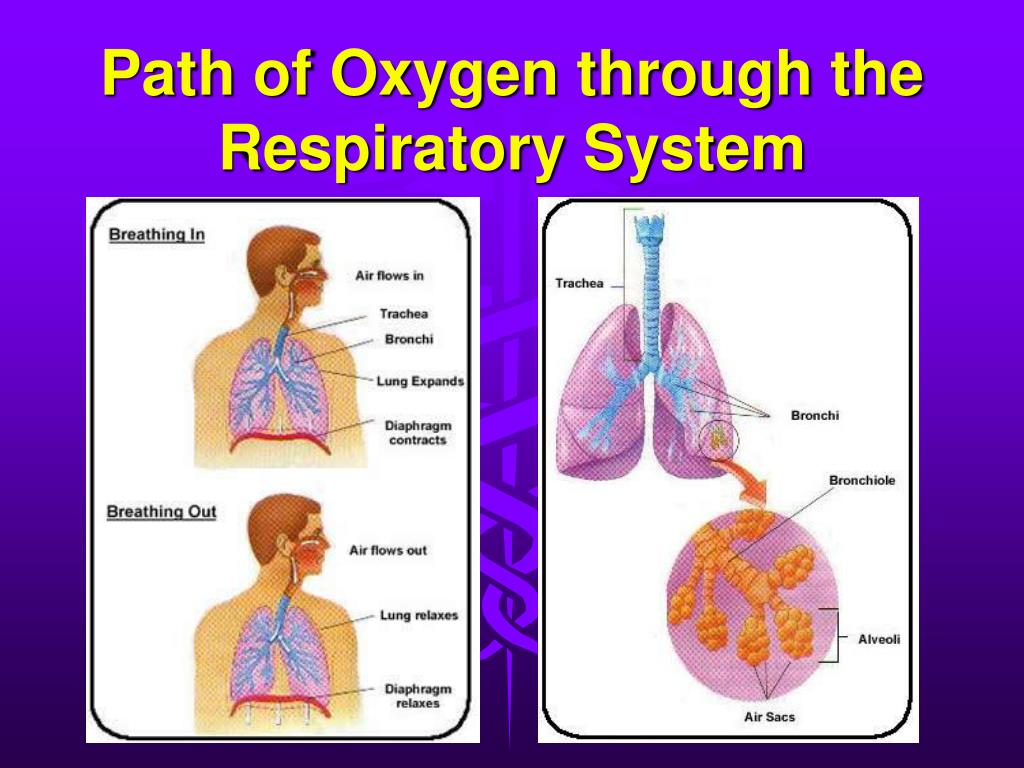 Path of Oxygen through the
Respiratory System
Breathing In
Air flows in
Trachea
Bronchi
Lung Expands
Diaphragm
contracts
Breathing Out
Air flows out
Lung relaxes
Diaphragm
relaxes
Trachea
Bronchi
Bronchiole
Alveoli
Air Sacs